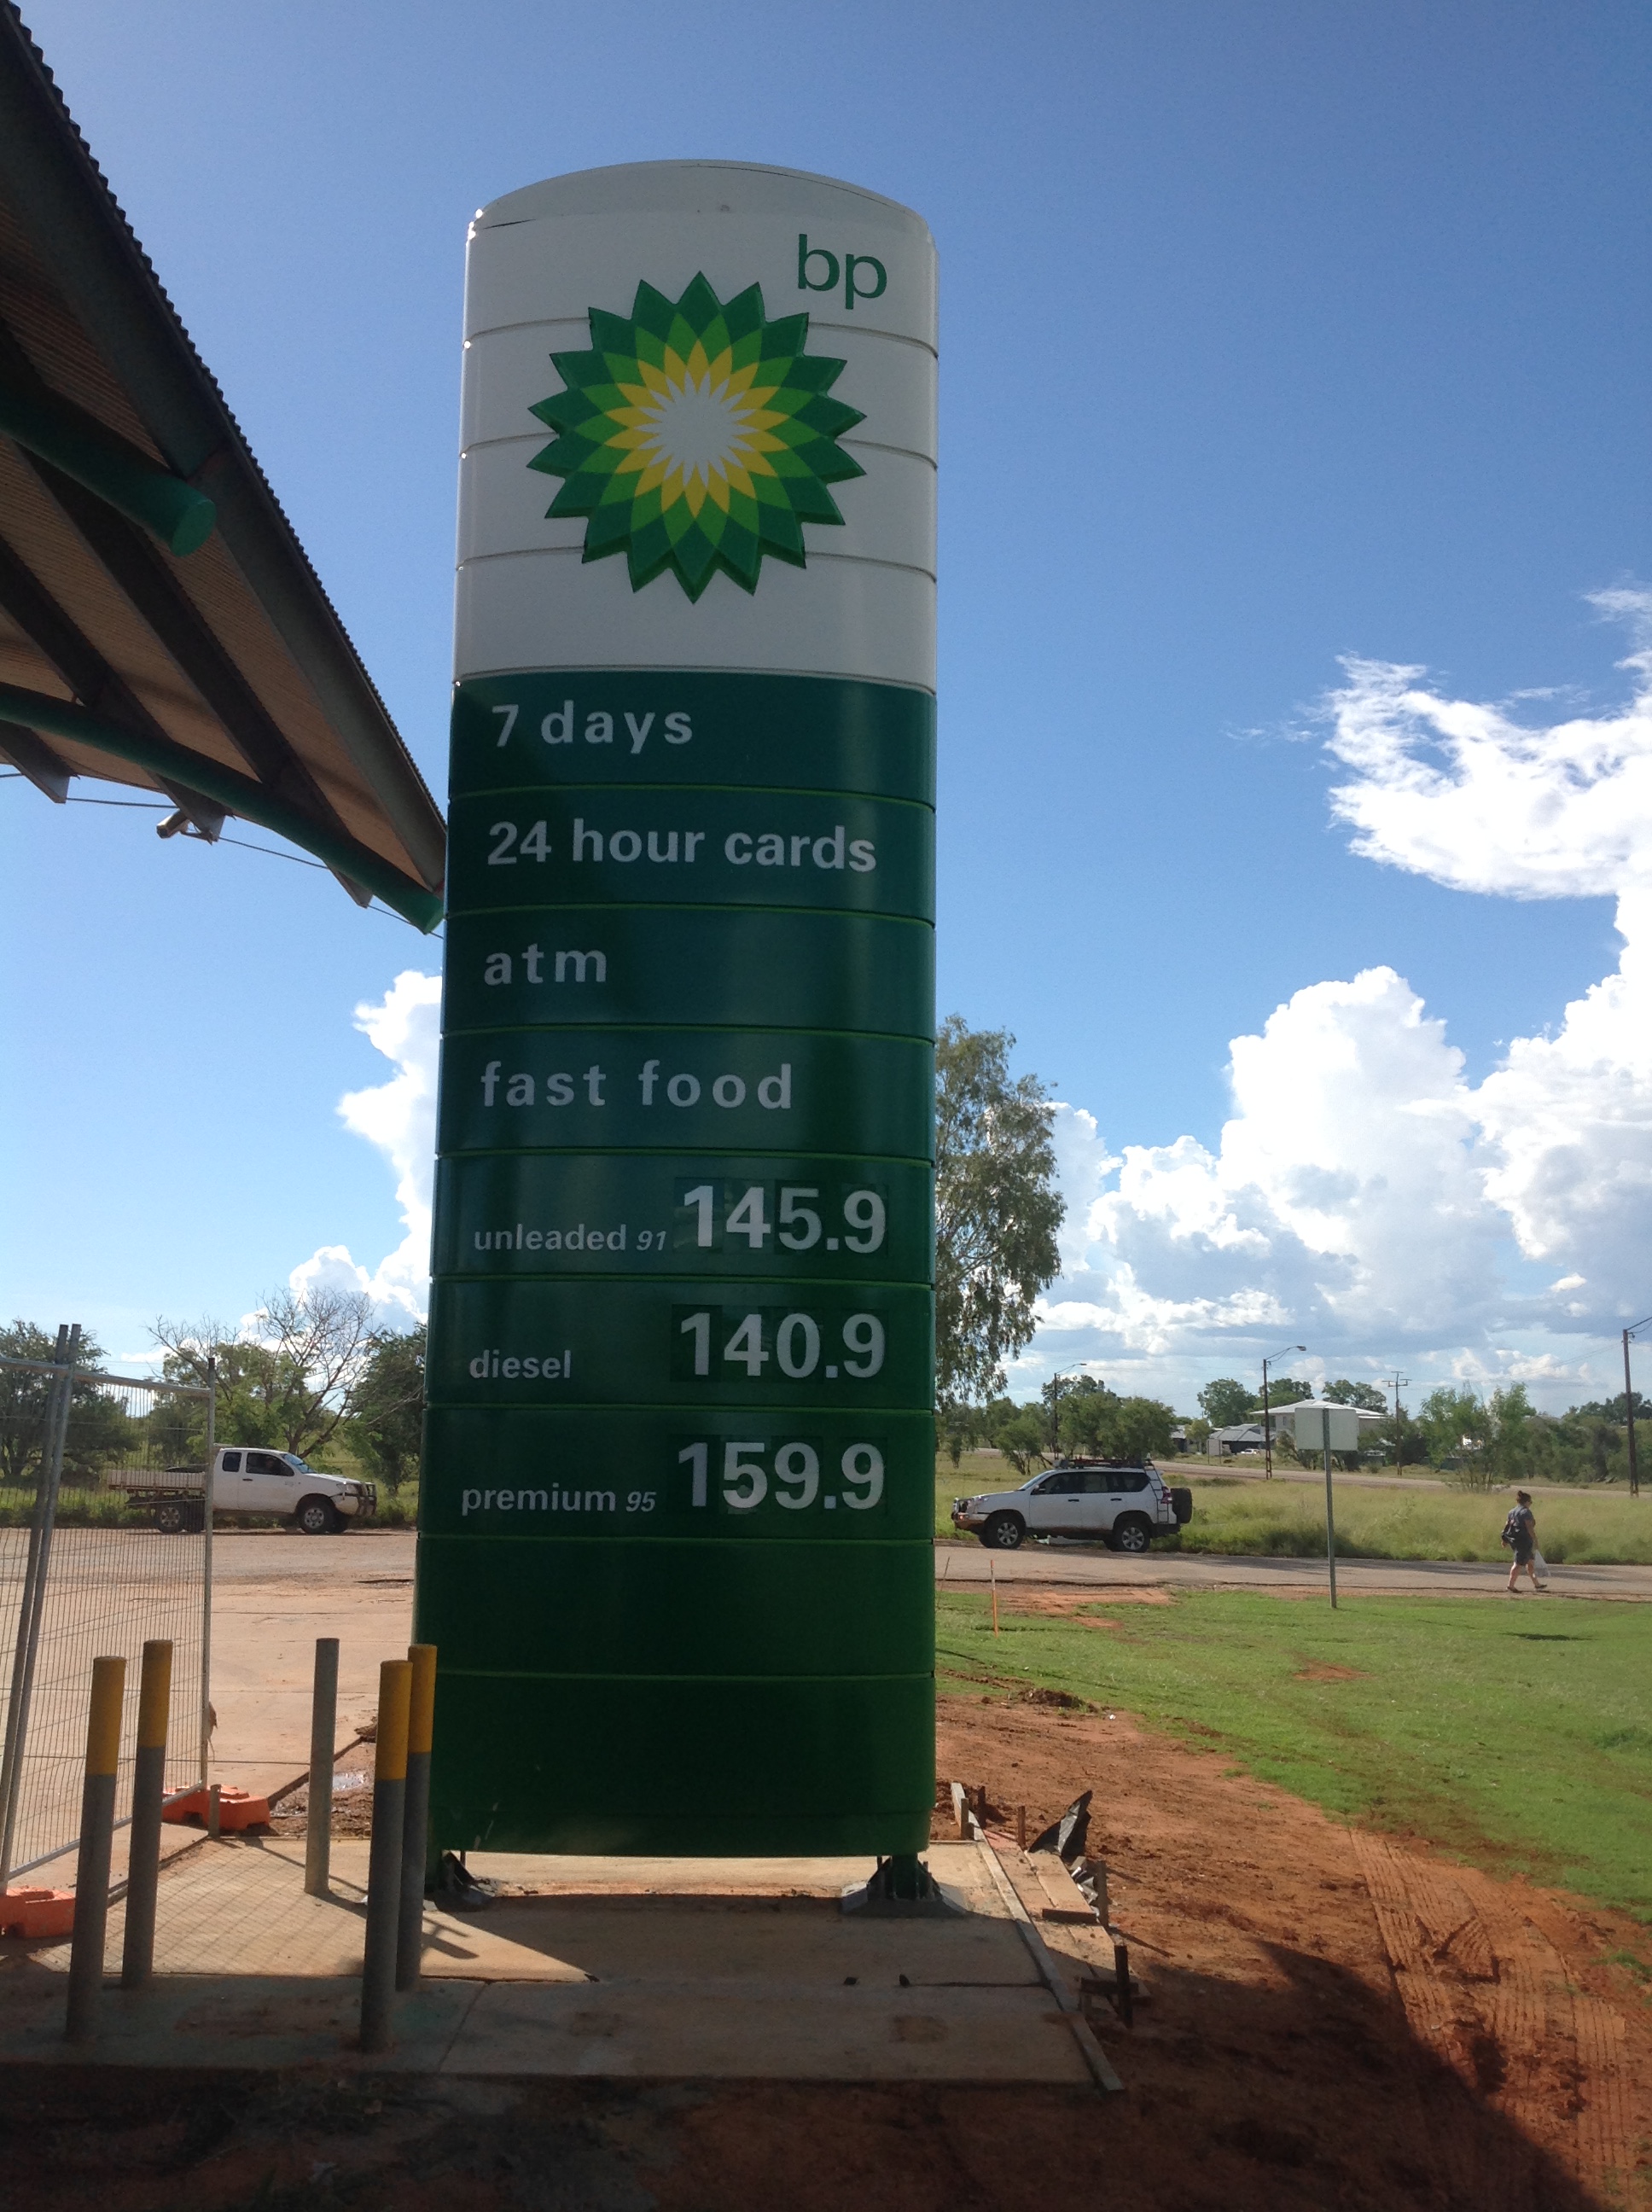 bp
7 days
24 hour cards
atm
fast food
unleaded 91 145.9
diesel 140.9
premium 95 159.9